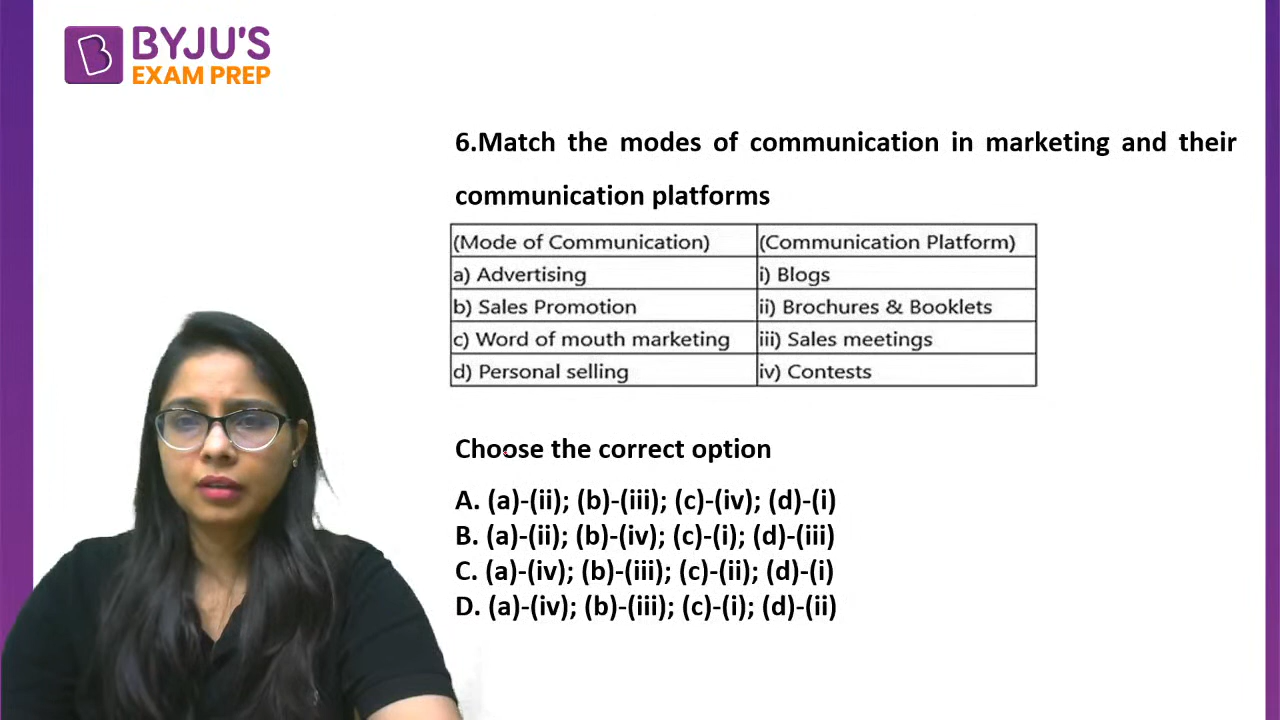 BYJU'S
EXAM PREP
6.Match the modes of communication in marketing and their
communication platforms
(Mode of Communication) (Communication Platform)
a) Advertising i) Blogs
b) Sales Promotion ii) Brochures & Booklets
c) Word of mouth marketing iii) Sales meetings
d) Personal selling iv) Contests
Choose the correct option
A. (a)-(ii); (b)-(iii); (c)-(iv); (d)-(i)
B. (a)-(ii); (b)-(iv); (c)-(i); (d)-(iii)
C. (a)-(iv); (b)-(iii); (c)-(ii); (d)-(i)
D. (a)-(iv); (b)-(iii); (c)-(i); (d)-(ii)